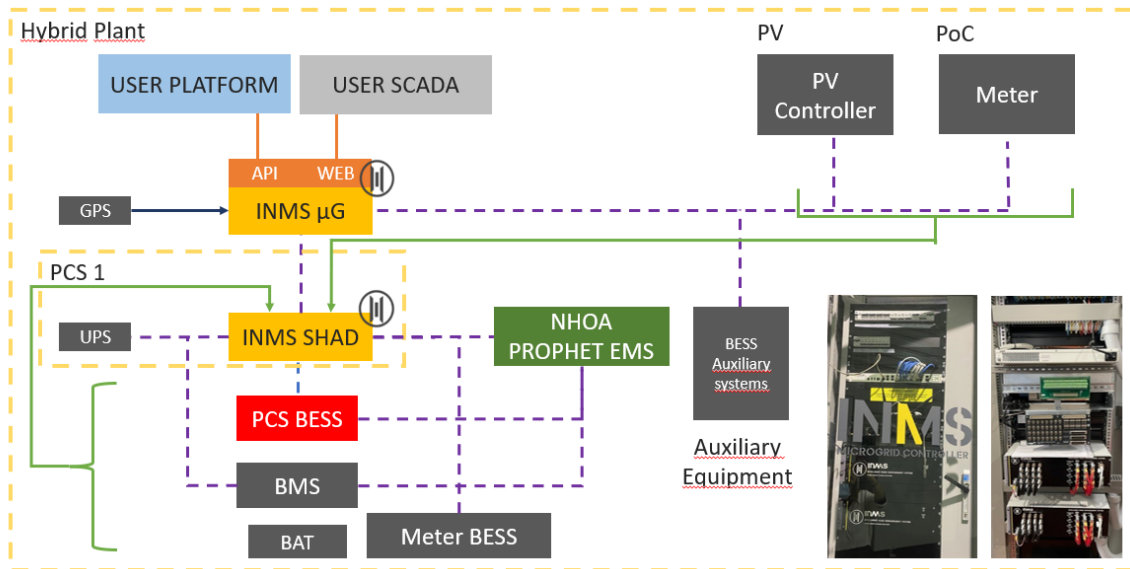 Hybrid Plant
PV
PoC
USER PLATFORM
USER SCADA
PV
Controller
Meter
API
WEB
GPS
INMS µG
PCS 1
UPS
INMS SHAD
NHOA
PROPHET EMS
BESS
Auxiliary
systems
PCS BESS
Auxiliary
Equipment
BMS
BAT
Meter BESS
INMS
MICROGRID CONTROLLER
INMS
INMS